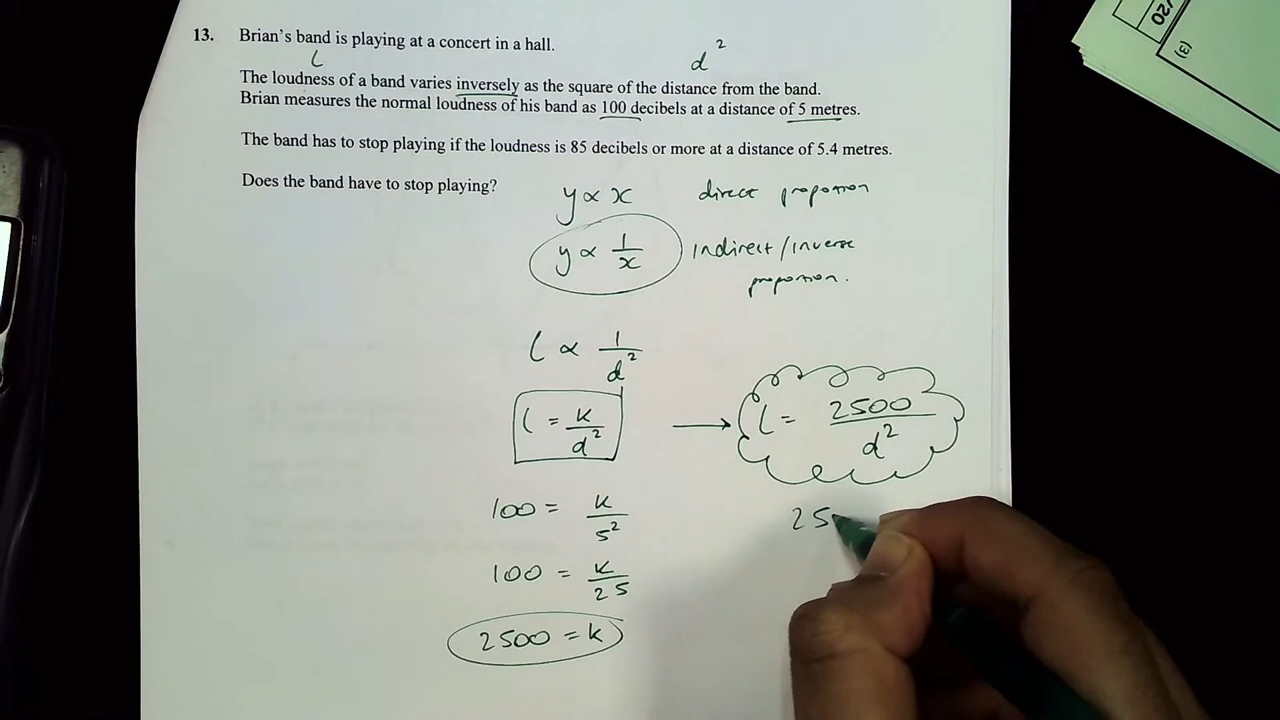 13. Brian's band is playing at a concert in a hall.
L d²
The loudness of a band varies inversely as the square of the distance from the band.
Brian measures the normal loudness of his band as 100 decibels at a distance of 5 metres.
The band has to stop playing if the loudness is 85 decibels or more at a distance of 5.4 metres.
Does the band have to stop playing?
y ∝ x direct proportion
y ∝ 1/x indirect/inverse
proportion.
L ∝ 1/d²
L = k/d² → L = 2500/d²
100 = k/5²
25
100 = k/25
2500 = k
/20
(3)